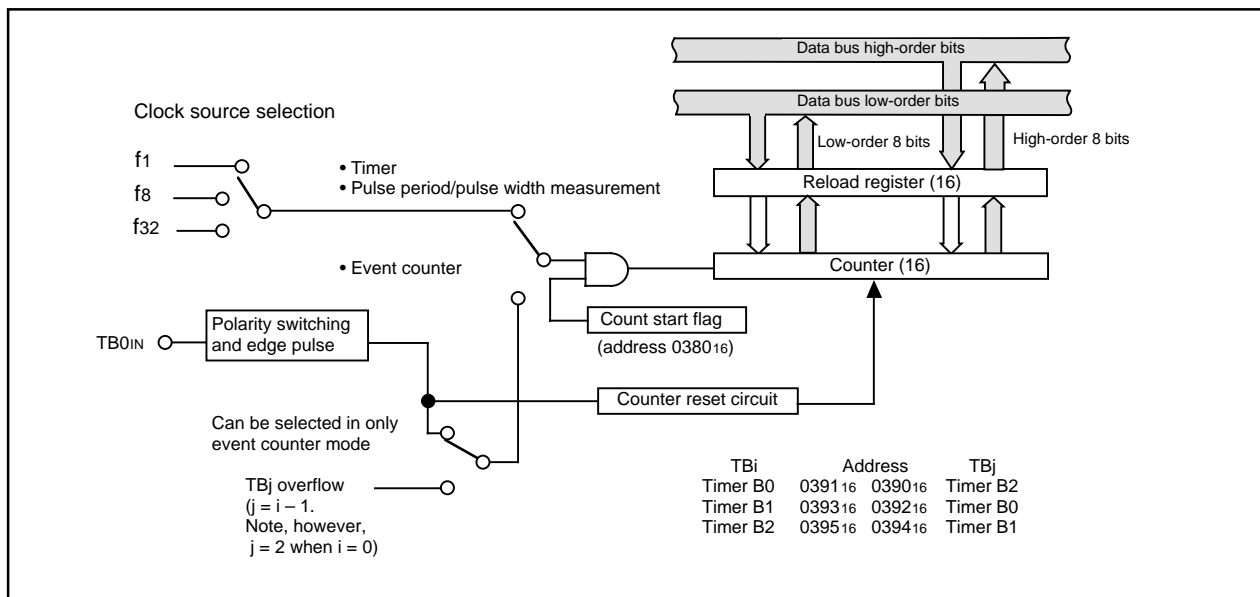 Data bus high-order bits
Data bus low-order bits
Clock source selection
Low-order 8 bits
High-order 8 bits
f1
f8
f32
• Timer
• Pulse period/pulse width measurement
Reload register (16)
• Event counter
Counter (16)
TB0IN
Polarity switching
and edge pulse
Count start flag
(address 038016)
Counter reset circuit
Can be selected in only
event counter mode
TBj overflow
(j = i – 1.
Note, however,
j = 2 when i = 0)
TBi Address TBj
Timer B0 039116 039016 Timer B2
Timer B1 039316 039216 Timer B0
Timer B2 039516 039416 Timer B1